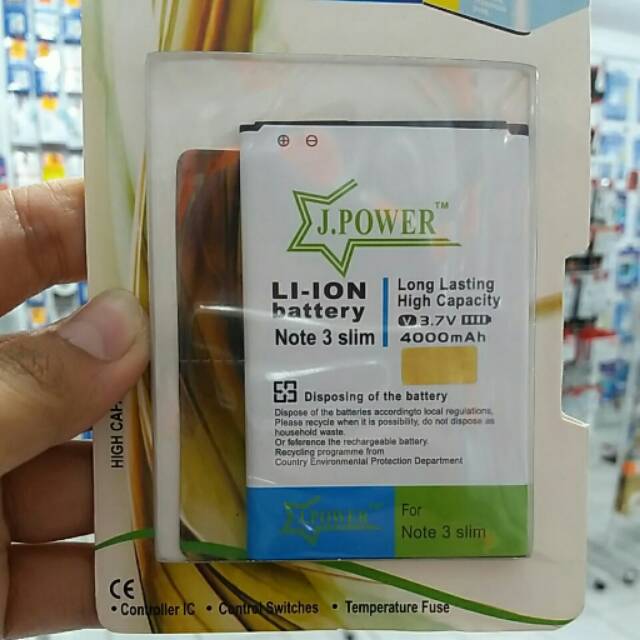 ⊕ ⊖
J.POWER™
LI-ION
battery
Note 3 slim
Long Lasting
High Capacity
V 3.7V
4000mAh
Disposing of the battery
Dispose of the batteries accordingto local regulations,
Please recycle when it is possibility, do not dispose as
household waste.
Or feference the rechargeable battery.
Recycling programme from
Country Environmental Protection Department
J.POWER
For
Note 3 slim
HIGH CAP
CE
• Controller IC • Control Switches • Temperature Fuse